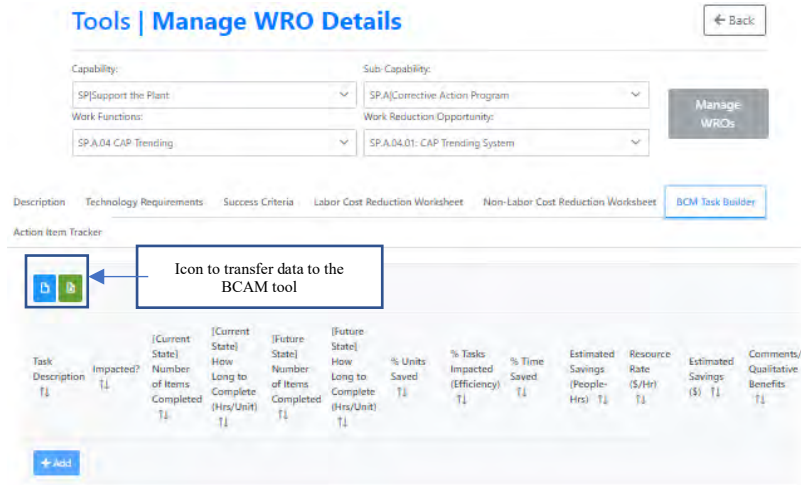 Tools | Manage WRO Details
← Back
Capability:
Sub-Capability:
SP|Support the Plant
SP.A|Corrective Action Program
Manage
WROs
Work Functions:
Work Reduction Opportunity:
SP.A.04 CAP Trending
SP.A.04.01: CAP Trending System
Description
Technology Requirements
Success Criteria
Labor Cost Reduction Worksheet
Non-Labor Cost Reduction Worksheet
BCM Task Builder
Action Item Tracker
Icon to transfer data to the
BCAM tool
Task
Description
↑↓
Impacted?
↑↓
[Current
State]
Number
of Items
Completed
↑↓
[Current
State]
How
Long to
Complete
(Hrs/Unit)
↑↓
[Future
State]
Number
of Items
Completed
↑↓
[Future
State]
How
Long to
Complete
(Hrs/Unit)
↑↓
% Units
Saved
↑↓
% Tasks
Impacted
(Efficiency)
↑↓
% Time
Saved
↑↓
Estimated
Savings
(People-
Hrs) ↑↓
Resource
Rate
($/Hr)
↑↓
Estimated
Savings
($) ↑↓
Comments/
Qualitative
Benefits
↑↓
+ Add